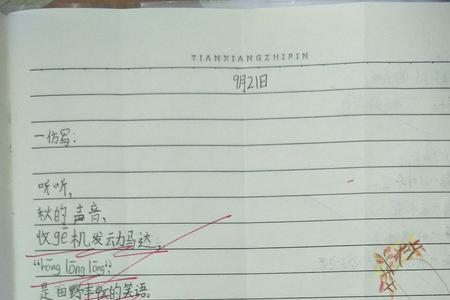 TIANXIANGZHIPIN
9月21日
一仿写：
听听，
秋的声音，
收gē机发动马达，
"lōng lōng lōng"，
是田野丰收的笑语。